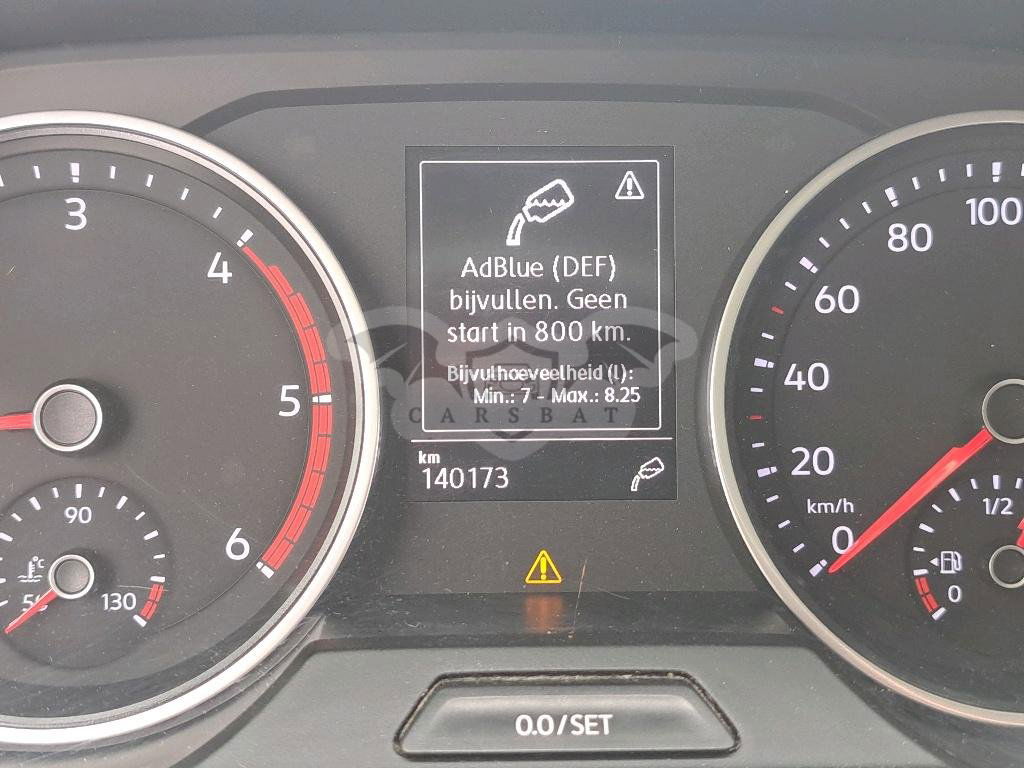 3
4
5
6
90
50
130
°C
AdBlue (DEF)
bijvullen. Geen
start in 800 km.
Bijvulhoeveelheid (l):
Min.: 7 - Max.: 8.25
CARSBAT
km
140173
0.0/SET
100
80
60
40
20
km/h
0
1/2
0